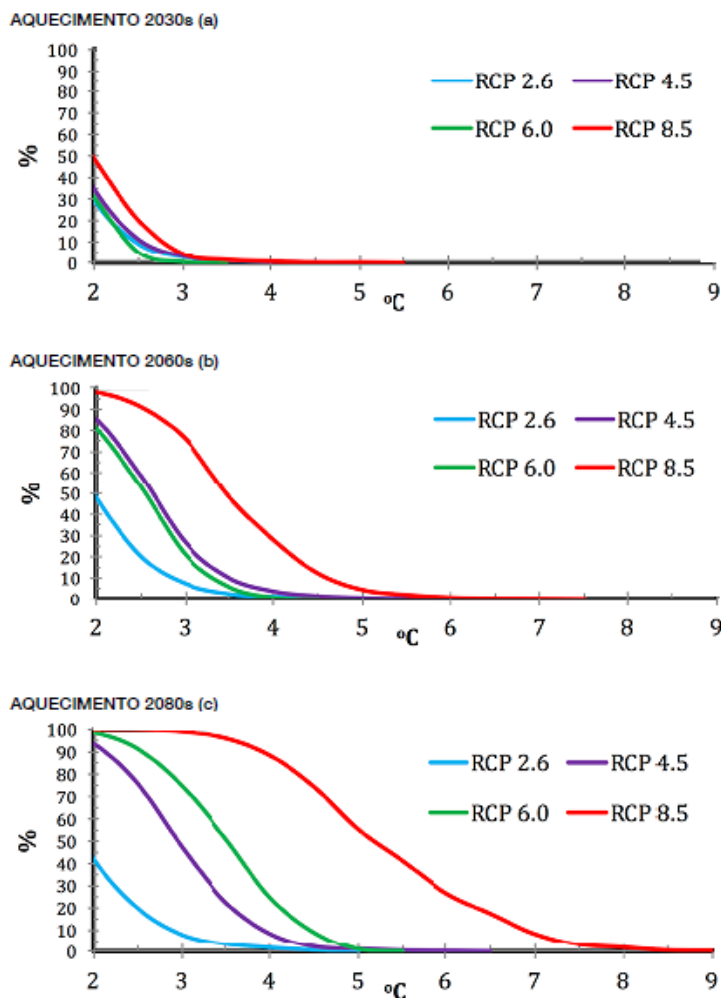 AQUECIMENTO 2030s (a)
100
90
80
70
60
50
40
30
20
10
0
%
RCP 2.6 RCP 4.5
RCP 6.0 RCP 8.5
2 3 4 5 6 7 8 9
ºC
AQUECIMENTO 2060s (b)
100
90
80
70
60
50
40
30
20
10
0
%
RCP 2.6 RCP 4.5
RCP 6.0 RCP 8.5
2 3 4 5 6 7 8 9
ºC
AQUECIMENTO 2080s (c)
100
90
80
70
60
50
40
30
20
10
0
%
RCP 2.6 RCP 4.5
RCP 6.0 RCP 8.5
2 3 4 5 6 7 8 9
ºC